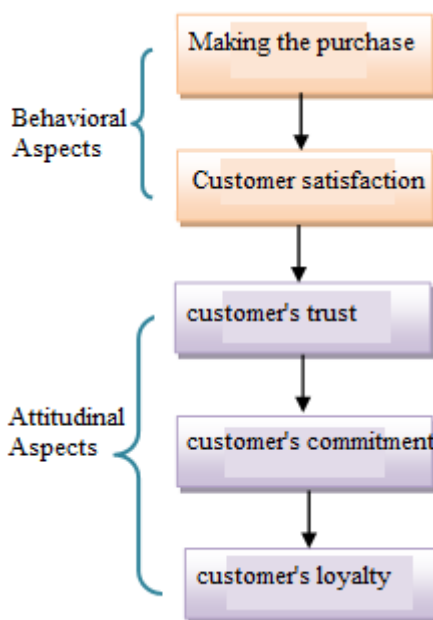 Making the purchase
Behavioral
Aspects
Customer satisfaction
customer's trust
Attitudinal
Aspects
customer's commitment
customer's loyalty